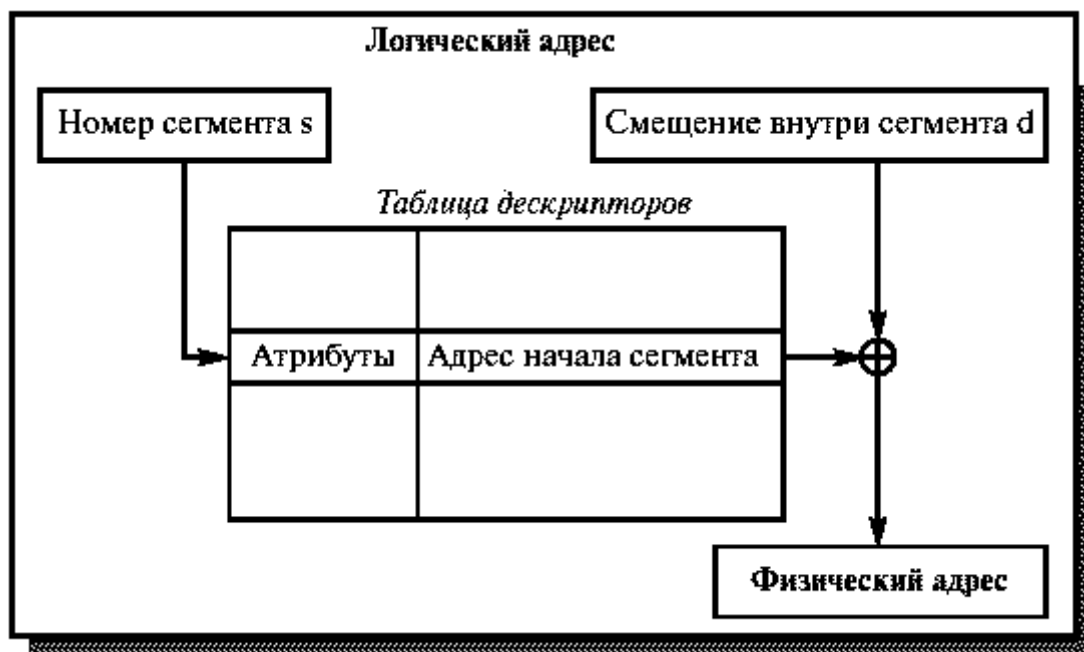 Логический адрес
Номер сегмента s
Смещение внутри сегмента d
Таблица дескрипторов
Атрибуты
Адрес начала сегмента
Физический адрес